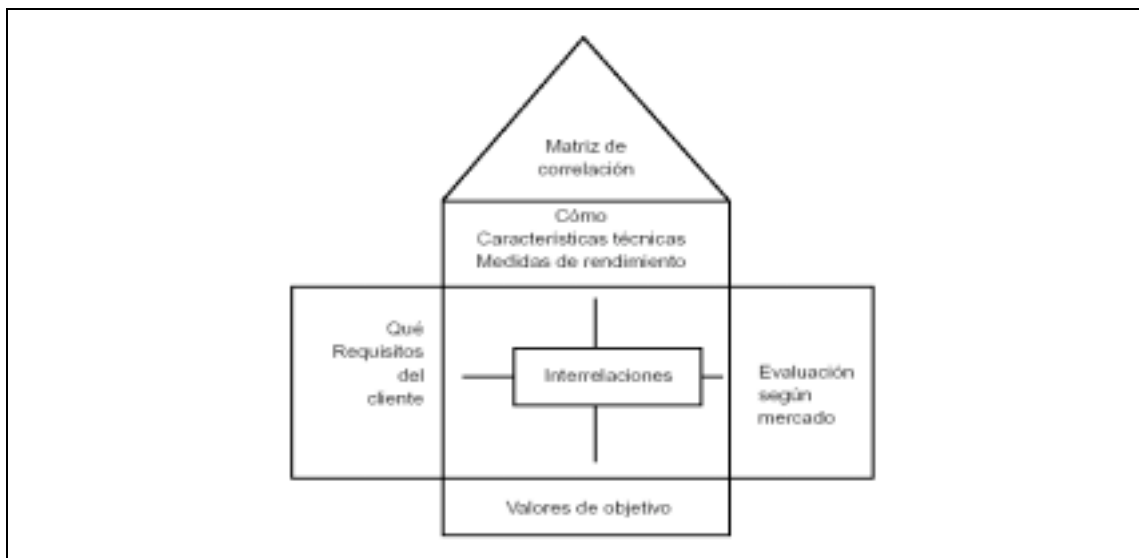 Matriz de
correlación
Cómo
Características técnicas
Medidas de rendimiento
Qué
Requisitos
del
cliente
Interrelaciones
Evaluación
según
mercado
Valores de objetivo